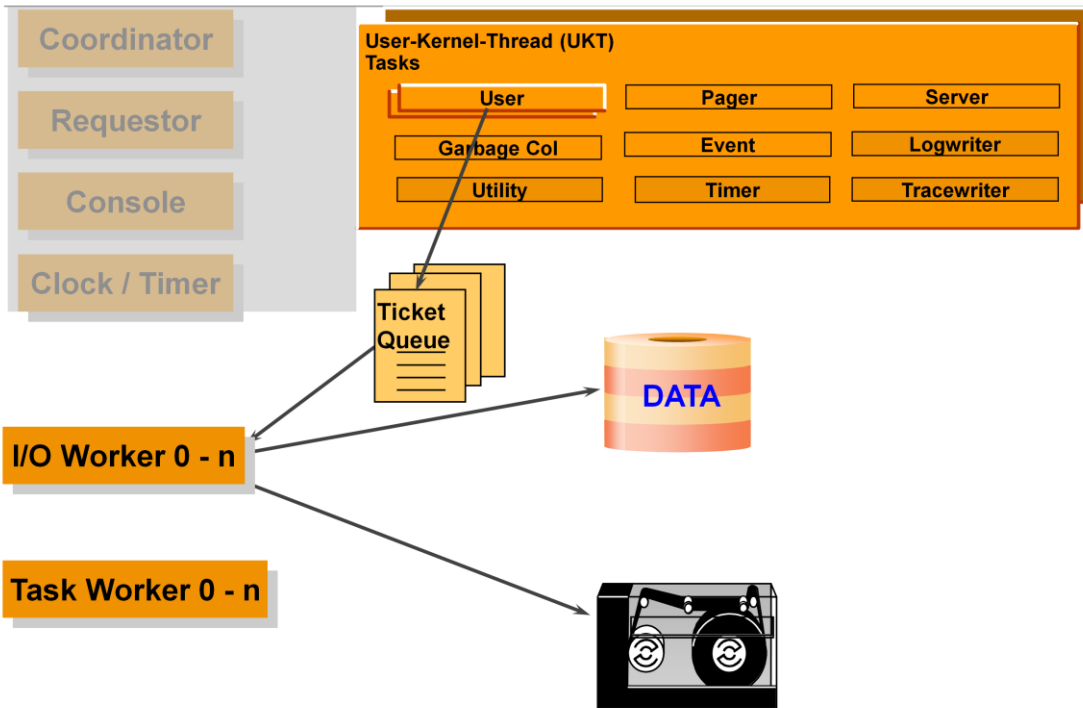 Coordinator
Requestor
Console
Clock / Timer
User-Kernel-Thread (UKT)
Tasks
User
Pager
Server
Garbage Col
Event
Logwriter
Utility
Timer
Tracewriter
Ticket
Queue
DATA
I/O Worker 0 - n
Task Worker 0 - n